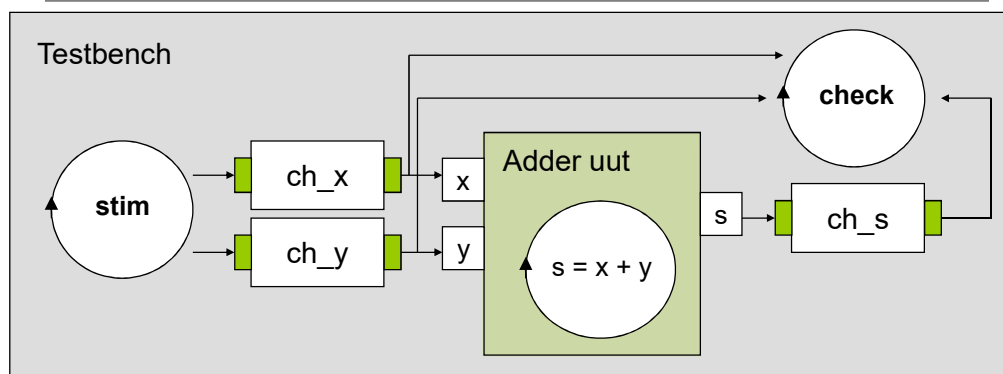 Testbench
check
Adder uut
ch_x
x
stim
s
ch_s
ch_y
y
s = x + y